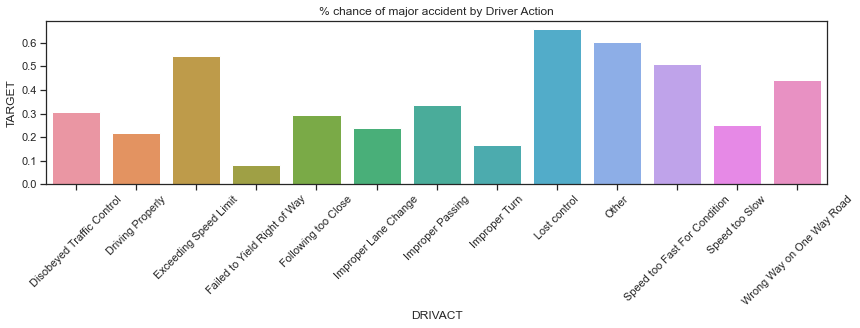 % chance of major accident by Driver Action
TARGET
0.6
0.5
0.4
0.3
0.2
0.1
0.0
Disobeyed Traffic Control
Driving Properly
Exceeding Speed Limit
Failed to Yield Right of Way
Following too Close
Improper Lane Change
Improper Passing
Improper Turn
Lost control
Other
Speed too Fast For Condition
Speed too Slow
Wrong Way on One Way Road
DRIVACT